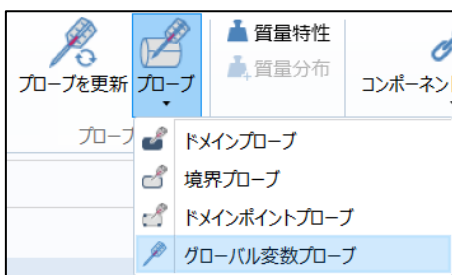 質量特性
質量分布
プローブを更新 プローブ
コンポーネン
プローブ
ドメインプローブ
境界プローブ
ドメインポイントプローブ
グローバル変数プローブ